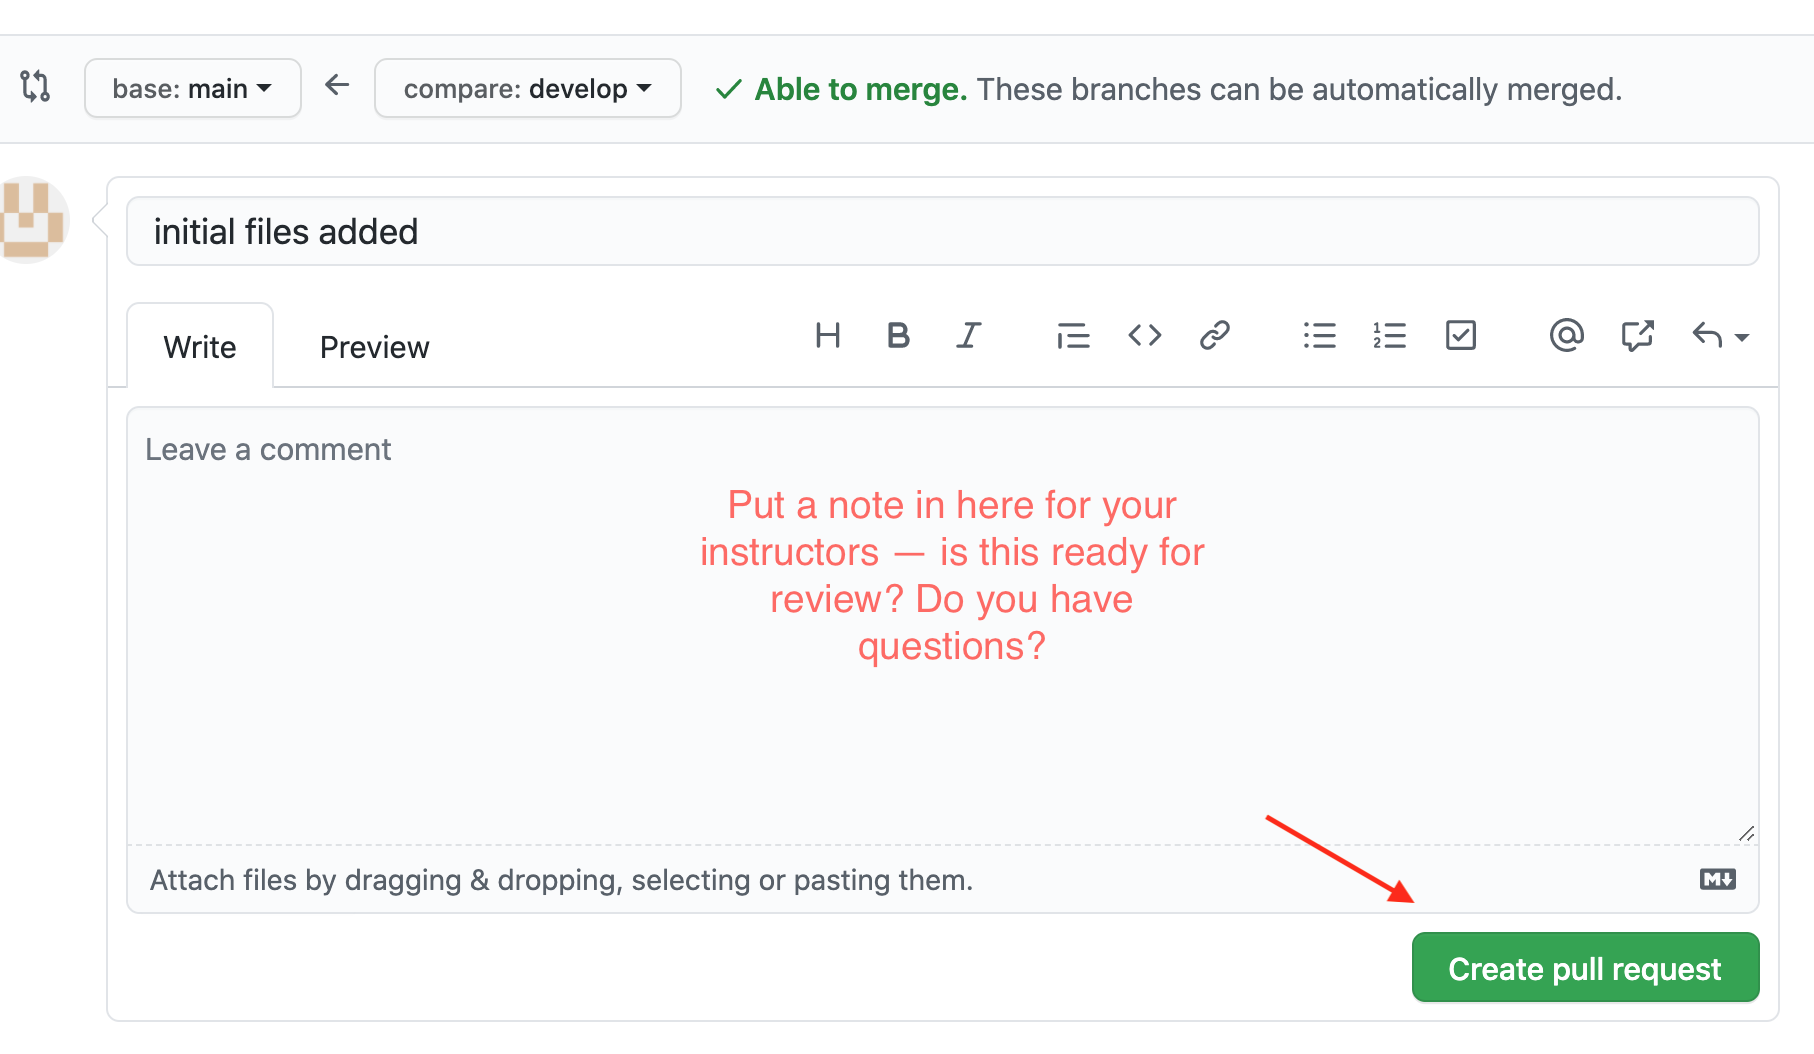 base: main
compare: develop
Able to merge. These branches can be automatically merged.
initial files added
Write
Preview
Leave a comment
Put a note in here for your
instructors — is this ready for
review? Do you have
questions?
Attach files by dragging & dropping, selecting or pasting them.
Create pull request